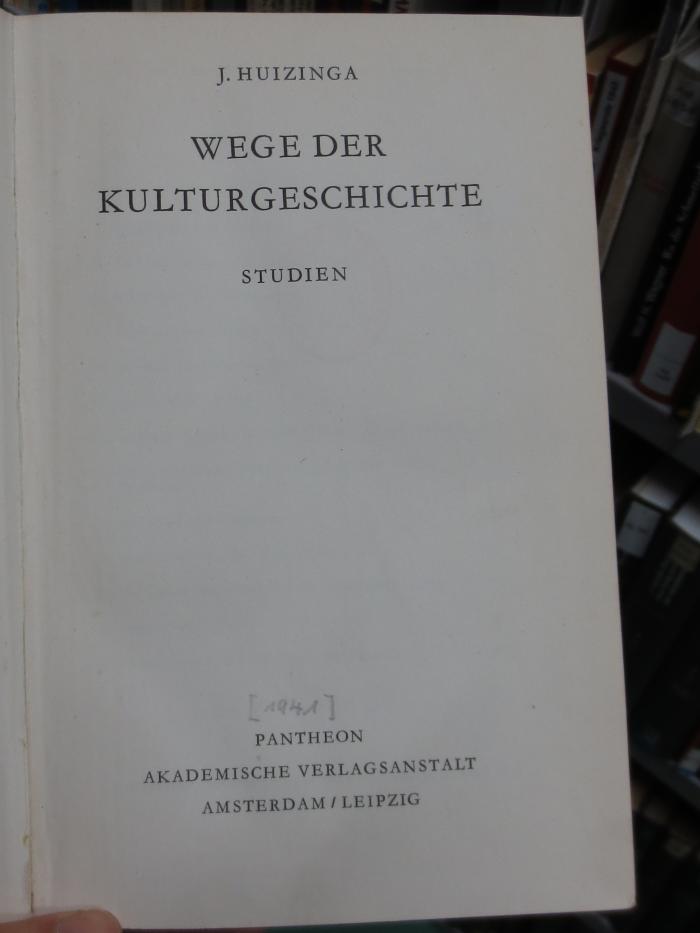 J. HUIZINGA
WEGE DER
KULTURGESCHICHTE
STUDIEN
[1941]
PANTHEON
AKADEMISCHE VERLAGSANSTALT
AMSTERDAM / LEIPZIG